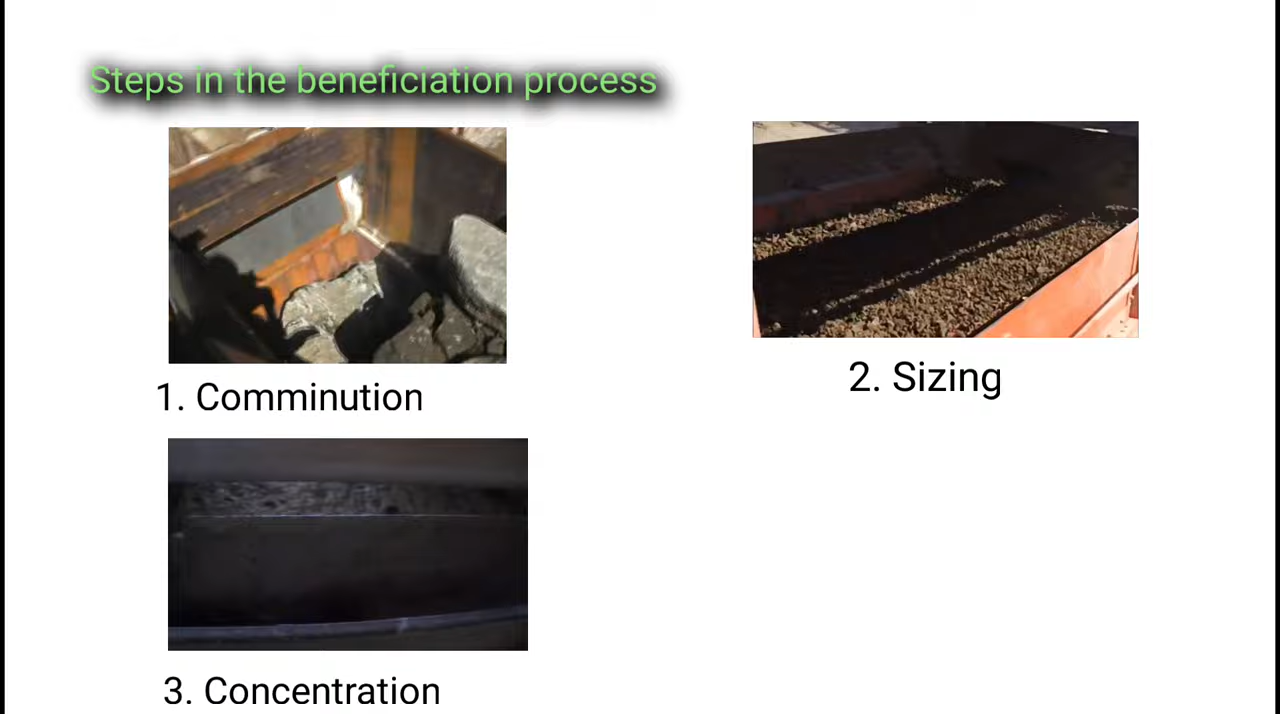 Steps in the beneficiation process
1. Comminution
2. Sizing
3. Concentration